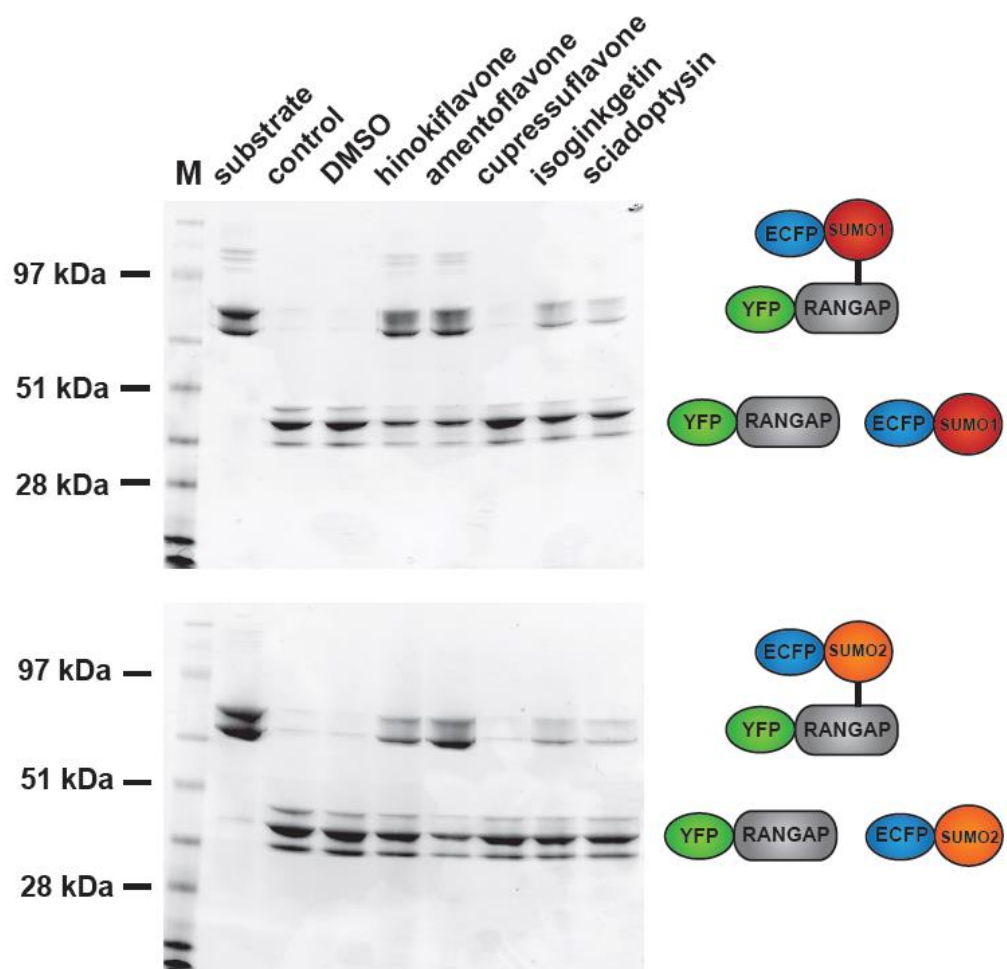 M substrate control DMSO hinokiflavone amentoflavone cupressuflavone isoginkgetin sciadoptysin
97 kDa
51 kDa
28 kDa
ECFP SUMO1
YFP RANGAP
YFP RANGAP ECFP SUMO1
97 kDa
51 kDa
28 kDa
ECFP SUMO2
YFP RANGAP
YFP RANGAP ECFP SUMO2